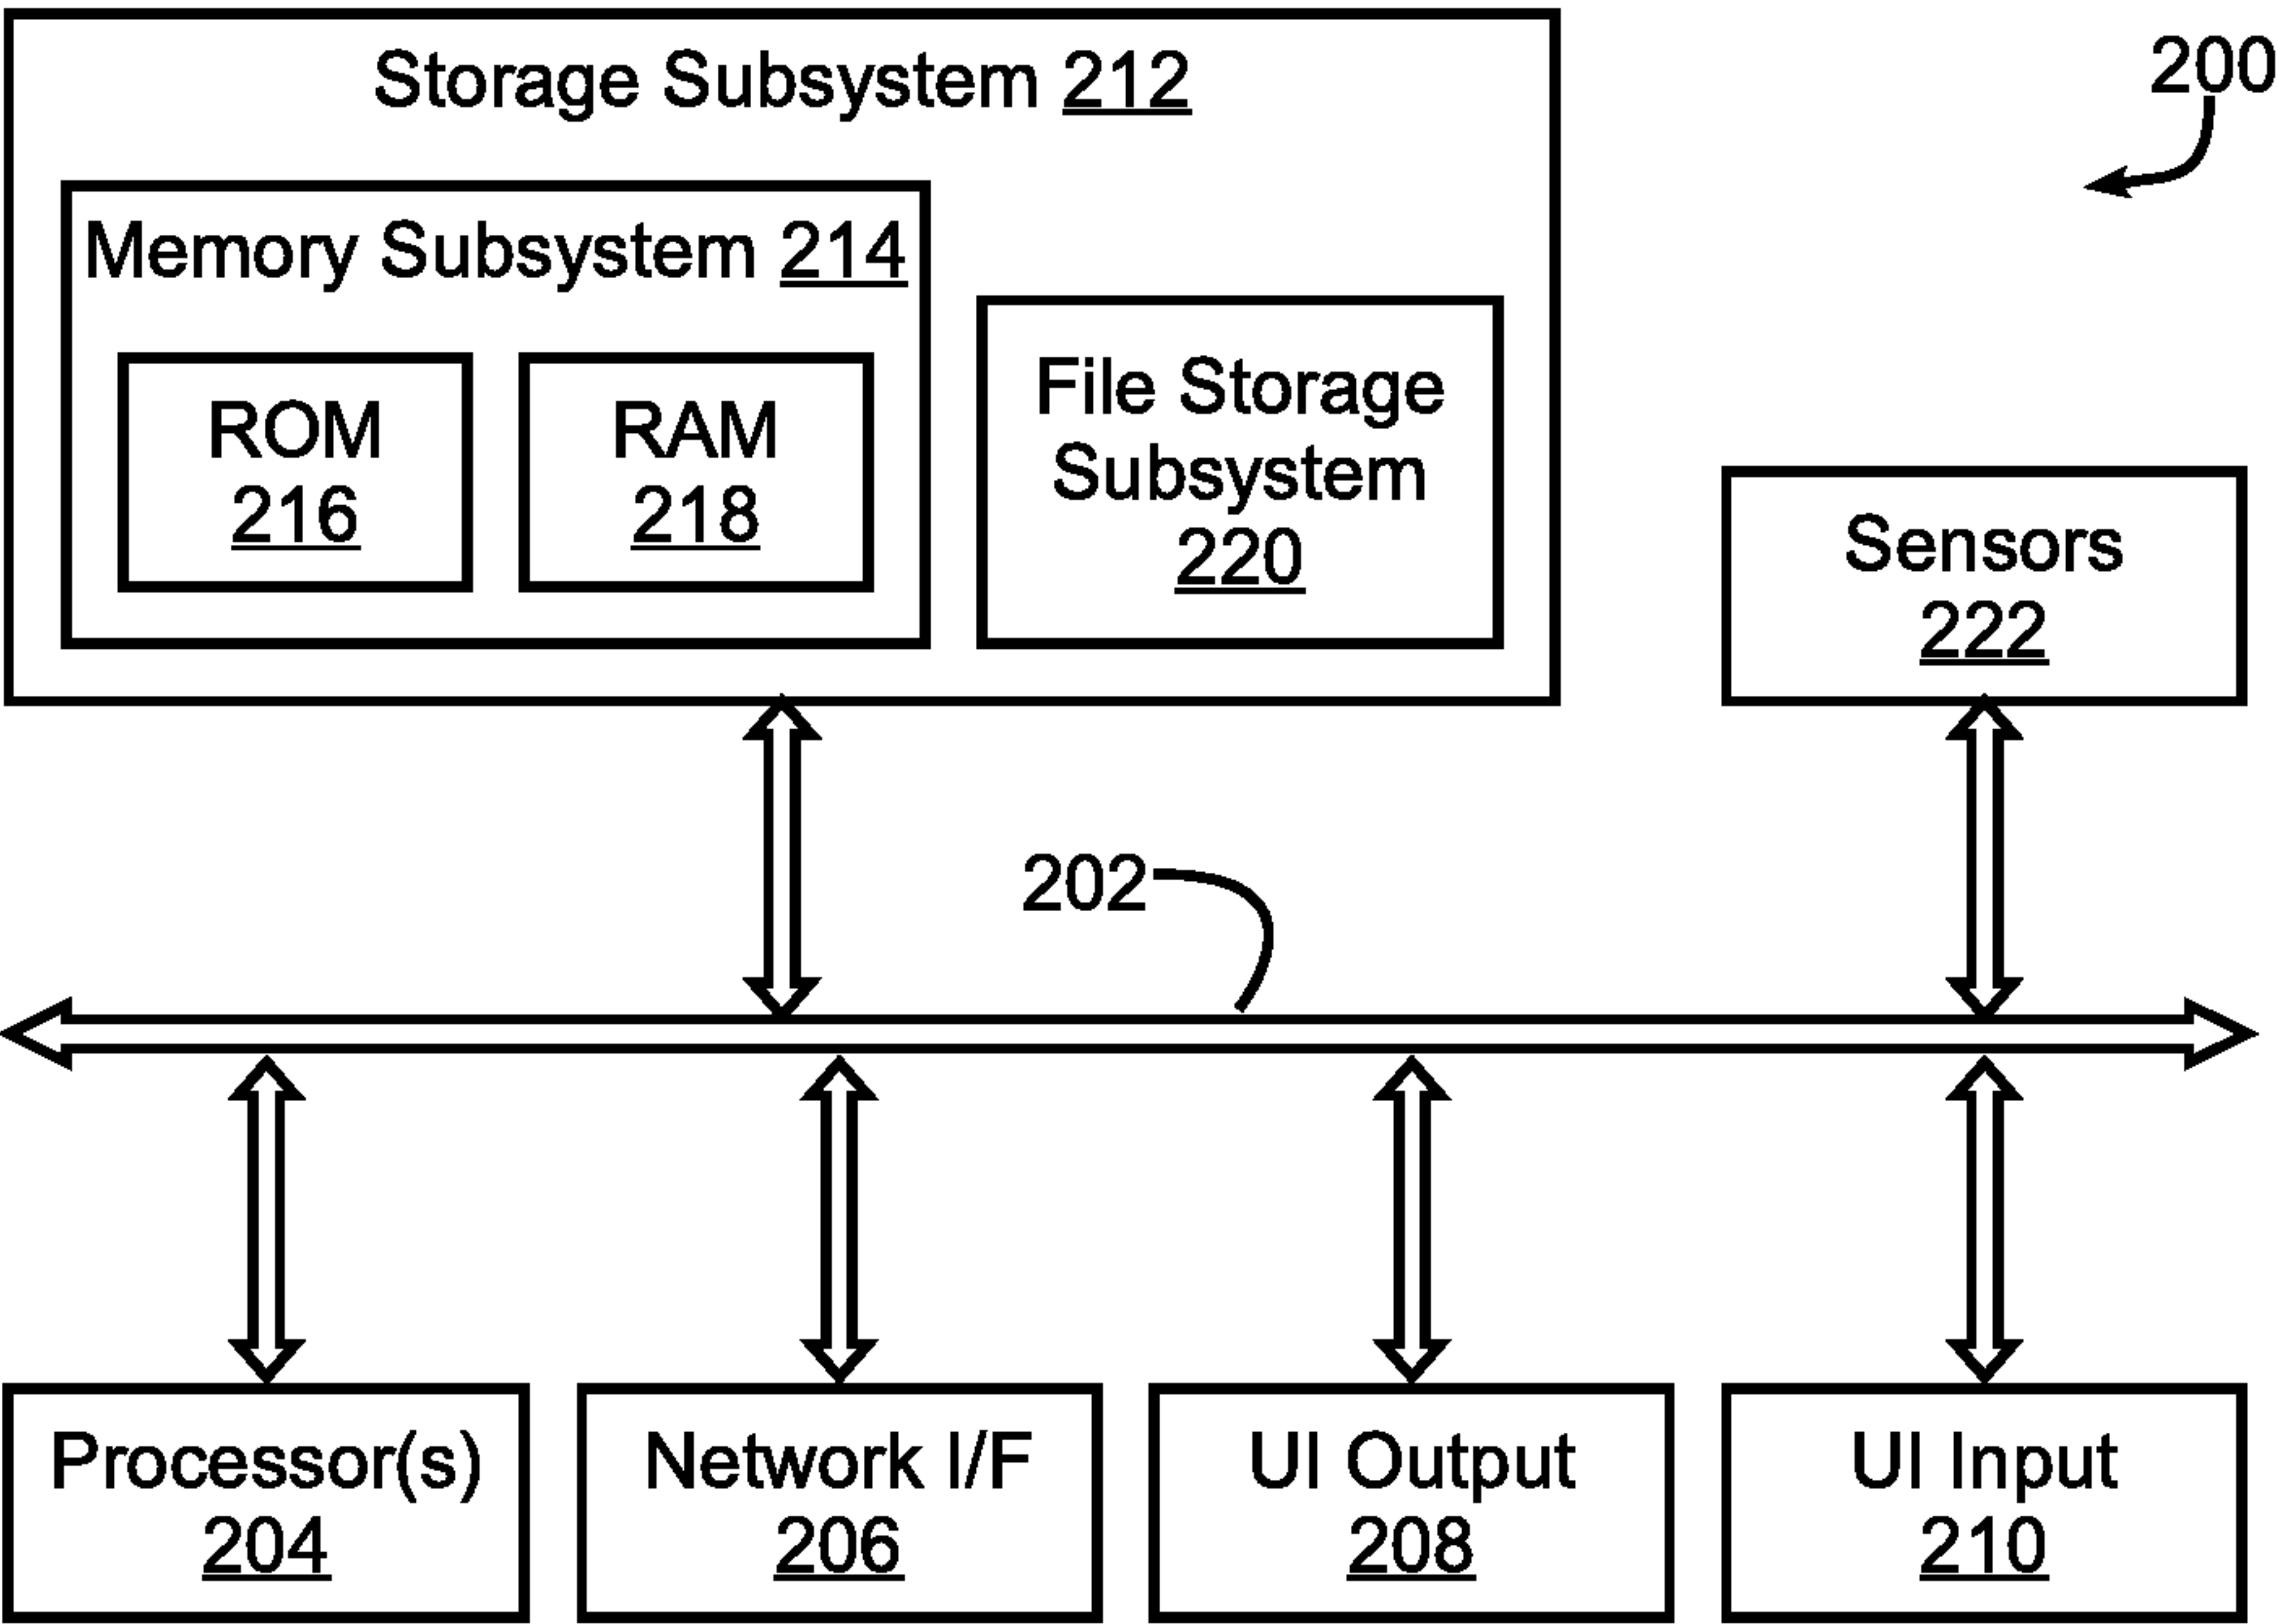 Storage Subsystem 212
200
Memory Subsystem 214
ROM
216
RAM
218
File Storage
Subsystem
220
Sensors
222
202
Processor(s)
204
Network I/F
206
UI Output
208
UI Input
210